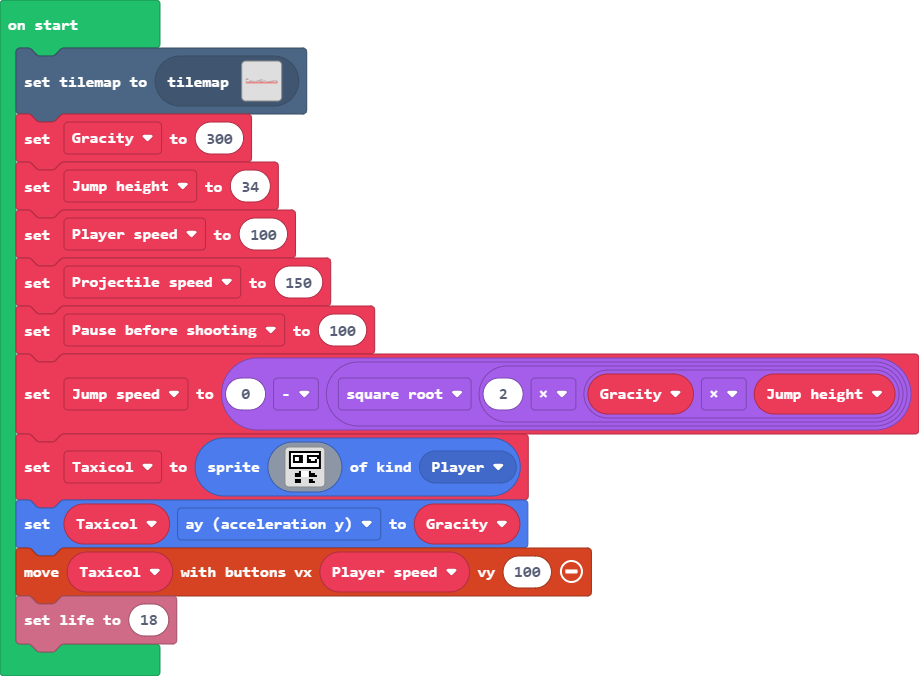 on start
set tilemap to tilemap
set Gracity to 300
set Jump height to 34
set Player speed to 100
set Projectile speed to 150
set Pause before shooting to 100
set Jump speed to 0 - square root 2 × Gracity × Jump height
set Taxicol to sprite of kind Player
set Taxicol ay (acceleration y) to Gracity
move Taxicol with buttons vx Player speed vy 100
set life to 18